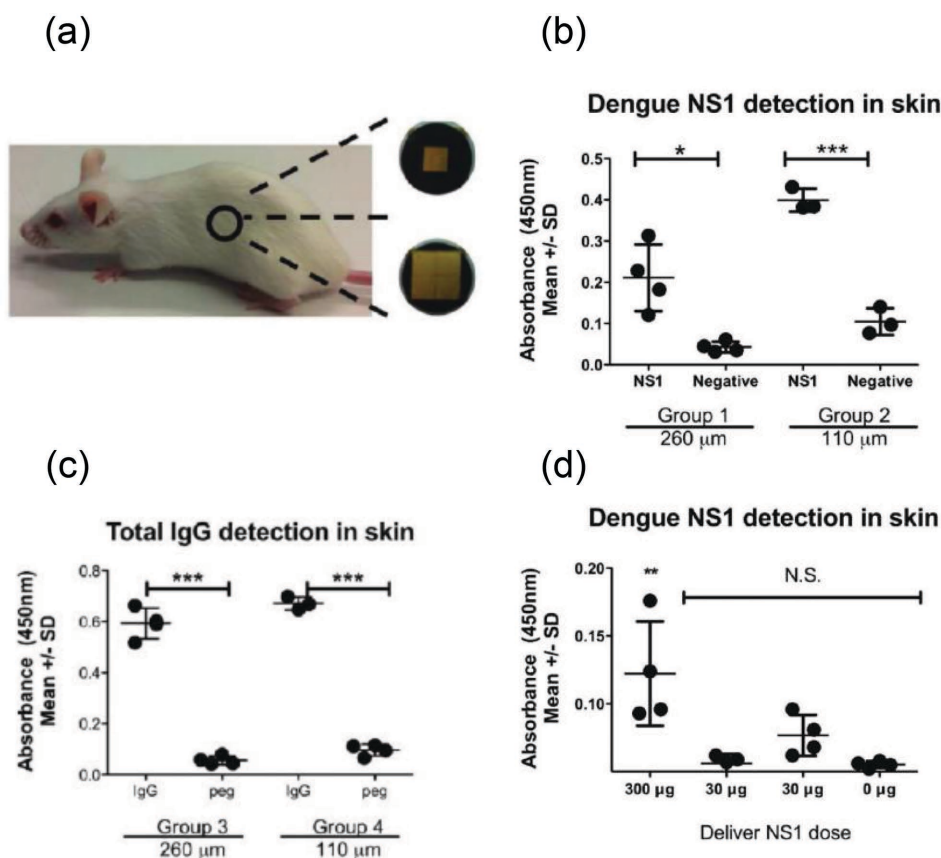 (a)
(b)
Dengue NS1 detection in skin
Absorbance (450nm)
Mean +/- SD
0.5
0.4
0.3
0.2
0.1
0.0
*
***
NS1 Negative NS1 Negative
Group 1 Group 2
260 µm 110 µm
(c)
Total IgG detection in skin
Absorbance (450nm)
Mean +/- SD
0.8
0.6
0.4
0.2
0.0
***
***
IgG peg IgG peg
Group 3 Group 4
260 µm 110 µm
(d)
Dengue NS1 detection in skin
Absorbance (450nm)
Mean +/- SD
0.20
0.15
0.10
**
N.S.
300 µg 30 µg 30 µg 0 µg
Deliver NS1 dose